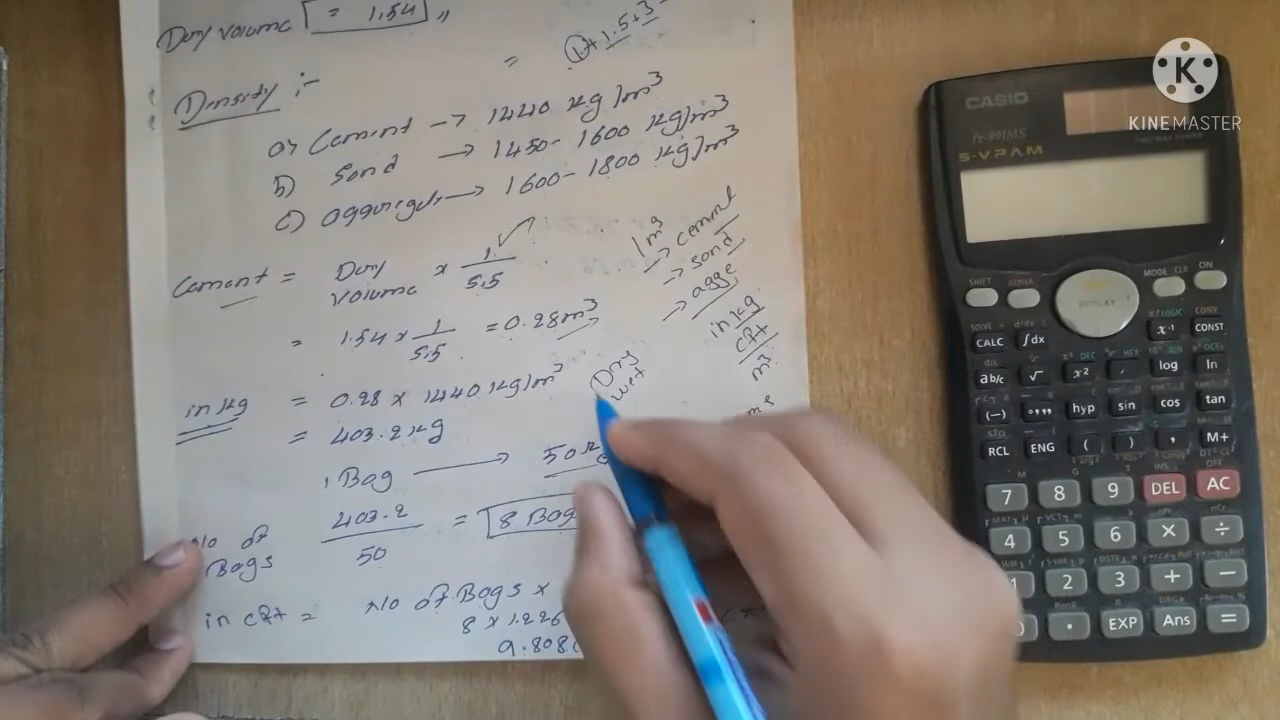 Dry volume = 1.54 ,,
= 1+1.5+3
Density :-
a) Cement → 1440 kg/m³
b) Sand → 1450-1600 kg/m³
c) aggregate → 1600-1800 kg/m³
Cement = Dry volume × 1/5.5
= 1.54 × 1/5.5 = 0.28m³
in kg = 0.28 × 1440 kg/m³
= 403.2 kg
1 Bag → 50 k
No of Bags 403.2/50 = 8 Bag
in cft = No of Bags ×
8 × 1.226
9.808
1m³
→ cement
→ sand
→ agge
in kg
cft
m³
Dry
wet
KINEMASTER
CASIO
fx-991MS
S-V.P.A.M.
SHIFT ALPHA REPLAY MODE CLR ON
SOLVE =
CALC ∫dx x⁻¹ CONST
ab/c √ x² log ln
(-) °,,, hyp sin cos tan
STO
RCL ENG ( ) , M+
7 8 9 DEL AC
4 5 6 × ÷
1 2 3 + −
0 • EXP Ans =